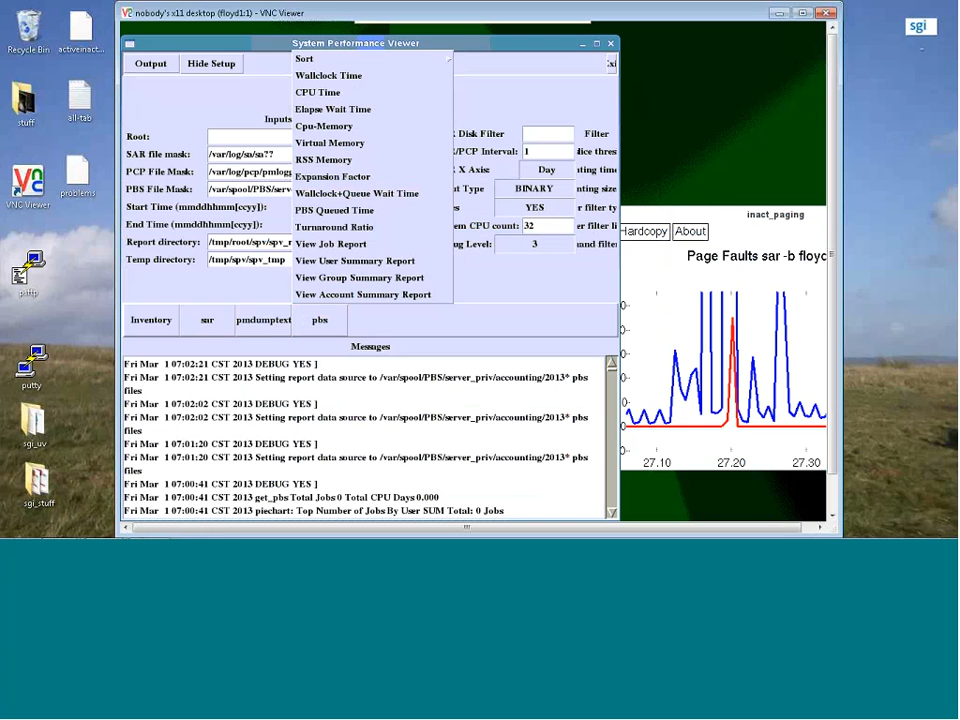 nobody's x11 desktop (floyd1:1) - VNC Viewer
sgi
Recycle Bin
activeinact...
stuff
all-tab
VNC Viewer
problems
psftp
putty
sgi_uv
sgi_stuff
System Performance Viewer
Output
Hide Setup
Inputs
Root:
SAR file mask:
/var/log/sa/sa??
PCP File Mask:
/var/log/pcp/pmlogg
PBS File Mask:
/var/spool/PBS/serv
Start Time (mmddhhmm[ccyy]):
End Time (mmddhhmm[ccyy]):
Report directory:
/tmp/root/spv/spv_r
Temp directory:
/tmp/spv/spv_tmp
Sort
Wallclock Time
CPU Time
Elapse Wait Time
Cpu-Memory
Virtual Memory
RSS Memory
Expansion Factor
Wallclock+Queue Wait Time
PBS Queued Time
Turnaround Ratio
View Job Report
View User Summary Report
View Group Summary Report
View Account Summary Report
Disk Filter
Filter
/PCP Interval:
1
X Axis:
Day
nting time
Type
BINARY
nting size
YES
CPU count:
32
Level:
3
Inventory
sar
pmdumptext
pbs
Messages
Fri Mar 1 07:02:21 CST 2013 DEBUG YES ]
Fri Mar 1 07:02:21 CST 2013 Setting report data source to /var/spool/PBS/server_priv/accounting/2013* pbs
files
Fri Mar 1 07:02:02 CST 2013 DEBUG YES ]
Fri Mar 1 07:02:02 CST 2013 Setting report data source to /var/spool/PBS/server_priv/accounting/2013* pbs
files
Fri Mar 1 07:01:20 CST 2013 DEBUG YES ]
Fri Mar 1 07:01:20 CST 2013 Setting report data source to /var/spool/PBS/server_priv/accounting/2013* pbs
files
Fri Mar 1 07:00:41 CST 2013 DEBUG YES ]
Fri Mar 1 07:00:41 CST 2013 get_pbs Total Jobs 0 Total CPU Days 0.000
Fri Mar 1 07:00:41 CST 2013 piechart: Top Number of Jobs By User SUM Total: 0 Jobs
inact_paging
Hardcopy
About
Page Faults sar -b floyd
27.10
27.20
27.30